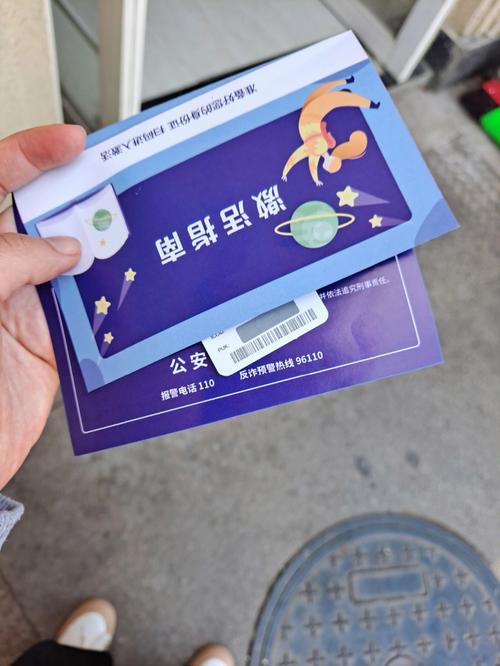 准备好您的身份证 扫码进入激活
激活指南
并依法追究刑事责任。
PUK:
公安
报警电话 110
反诈预警热线 96110